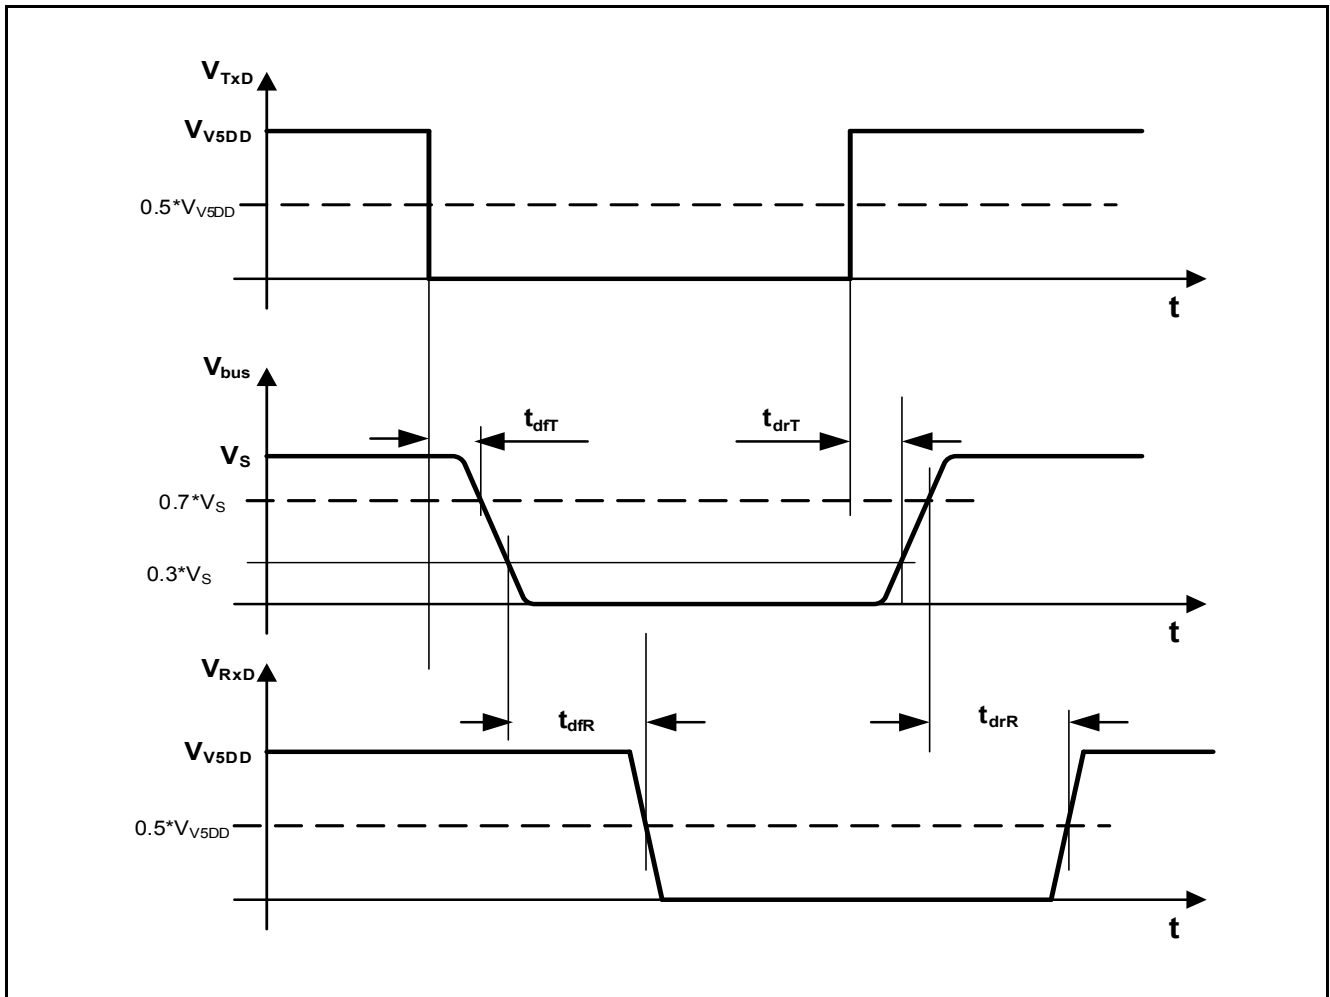 VTxD
VV5DD
0.5*VV5DD
t
Vbus
tdfT
tdrT
VS
0.7*VS
0.3*VS
t
VRxD
tdfR
tdrR
VV5DD
0.5*VV5DD
t